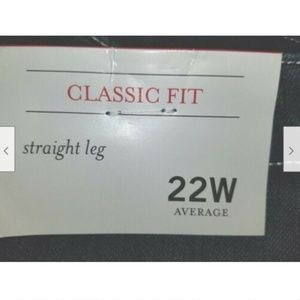 CLASSIC FIT
straight leg
22W
AVERAGE